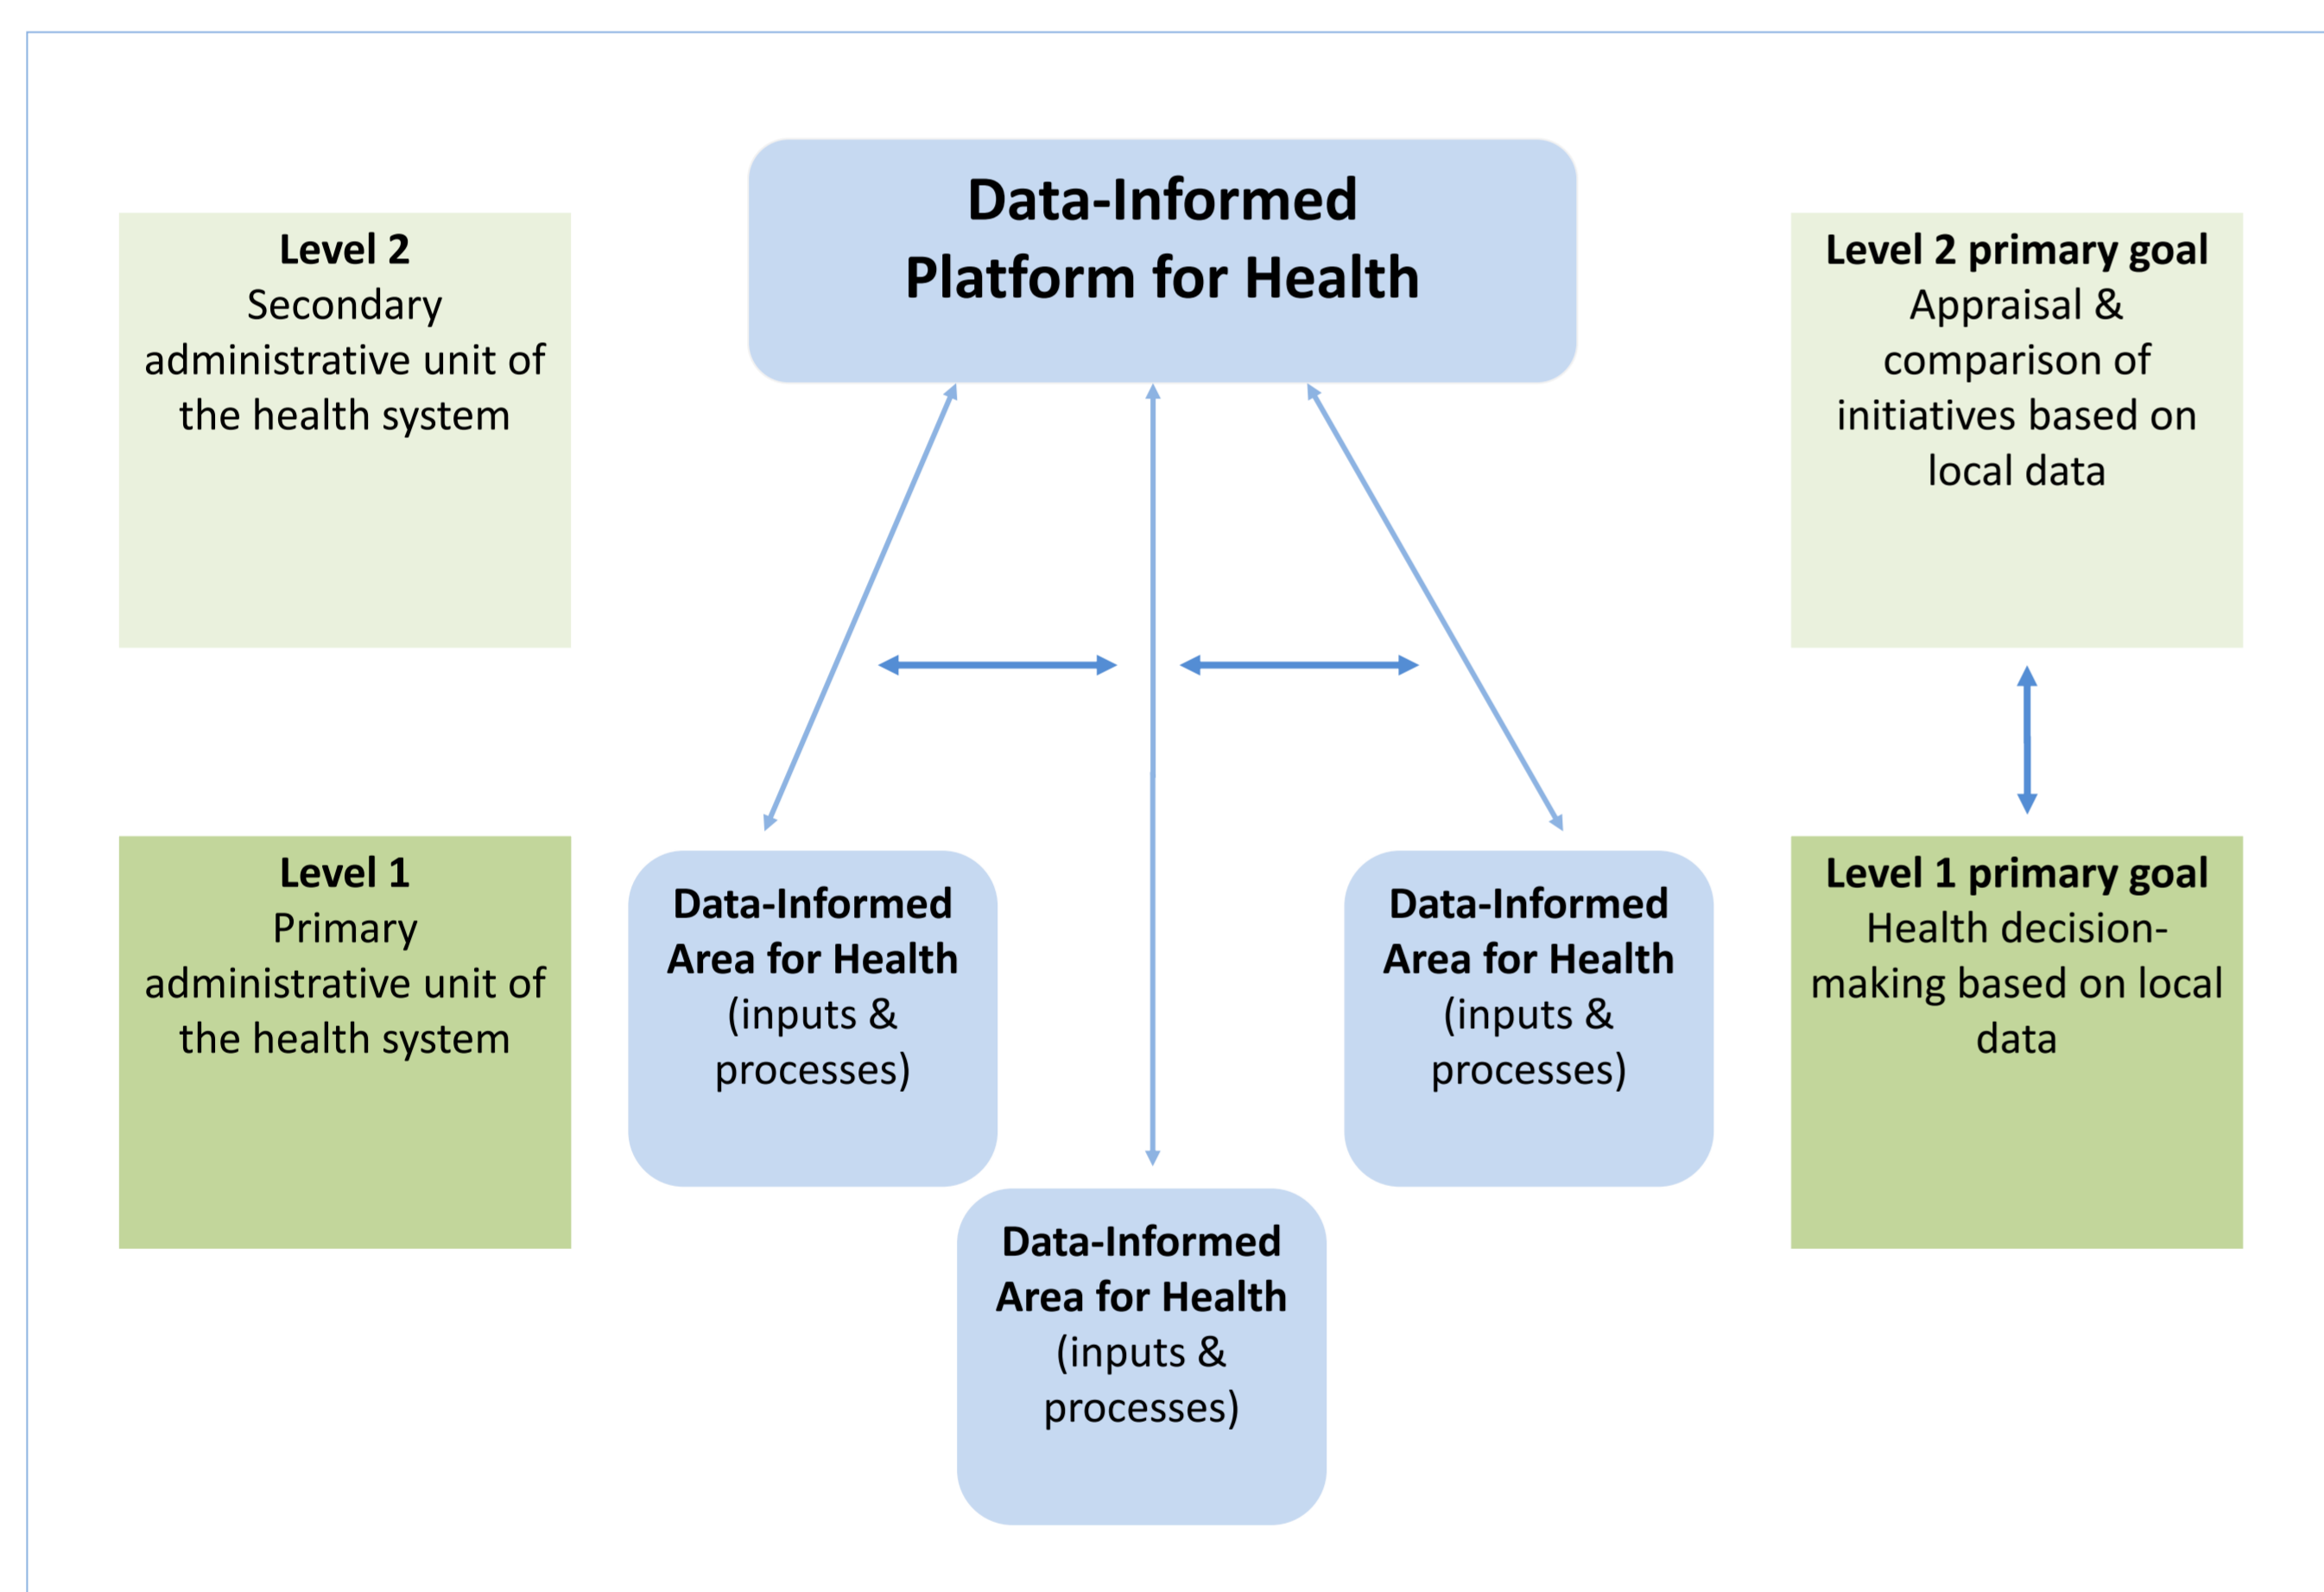 Data-Informed
Platform for Health
Level 2
Secondary
administrative unit of
the health system
Level 2 primary goal
Appraisal &
comparison of
initiatives based on
local data
Level 1
Primary
administrative unit of
the health system
Data-Informed
Area for Health
(inputs &
processes)
Data-Informed
Area for Health
(inputs &
processes)
Level 1 primary goal
Health decision-
making based on local
data
Data-Informed
Area for Health
(inputs &
processes)